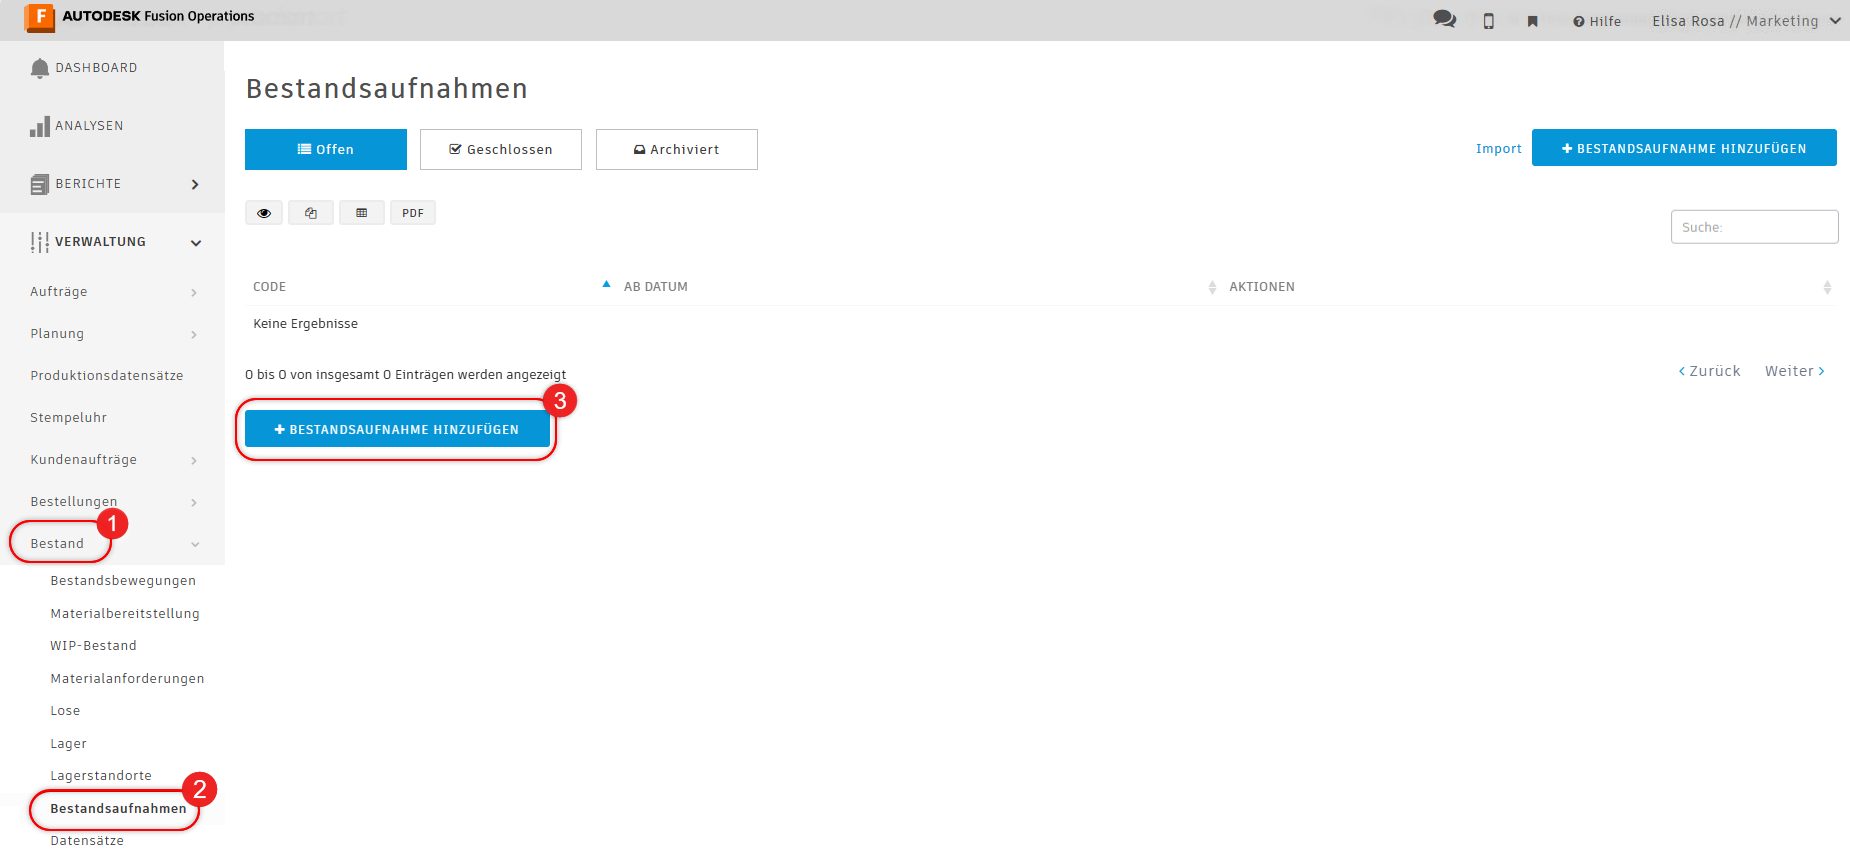 F AUTODESK Fusion Operations
Hilfe
Elisa Rosa // Marketing
DASHBOARD
ANALYSEN
BERICHTE
VERWALTUNG
Aufträge
Planung
Produktionsdatensätze
Stempeluhr
Kundenaufträge
Bestellungen
1
Bestand
Bestandsbewegungen
Materialbereitstellung
WIP-Bestand
Materialanforderungen
Lose
Lager
Lagerstandorte
2
Bestandsaufnahmen
Datensätze
Bestandsaufnahmen
Offen
Geschlossen
Archiviert
Import
+ BESTANDSAUFNAHME HINZUFÜGEN
PDF
Suche:
CODE
AB DATUM
AKTIONEN
Keine Ergebnisse
0 bis 0 von insgesamt 0 Einträgen werden angezeigt
< Zurück
Weiter >
3
+ BESTANDSAUFNAHME HINZUFÜGEN